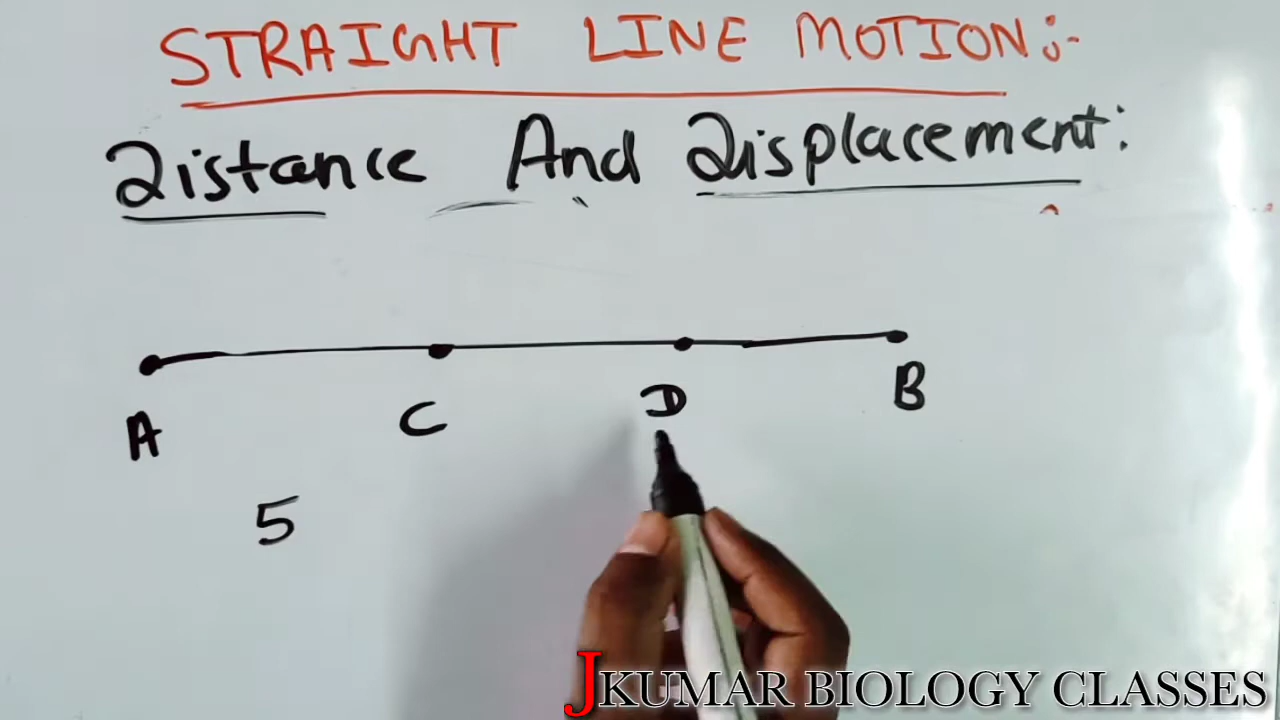 STRAIGHT LINE MOTION:-
Distance And Displacement:
A C D B
5
JKUMAR BIOLOGY CLASSES